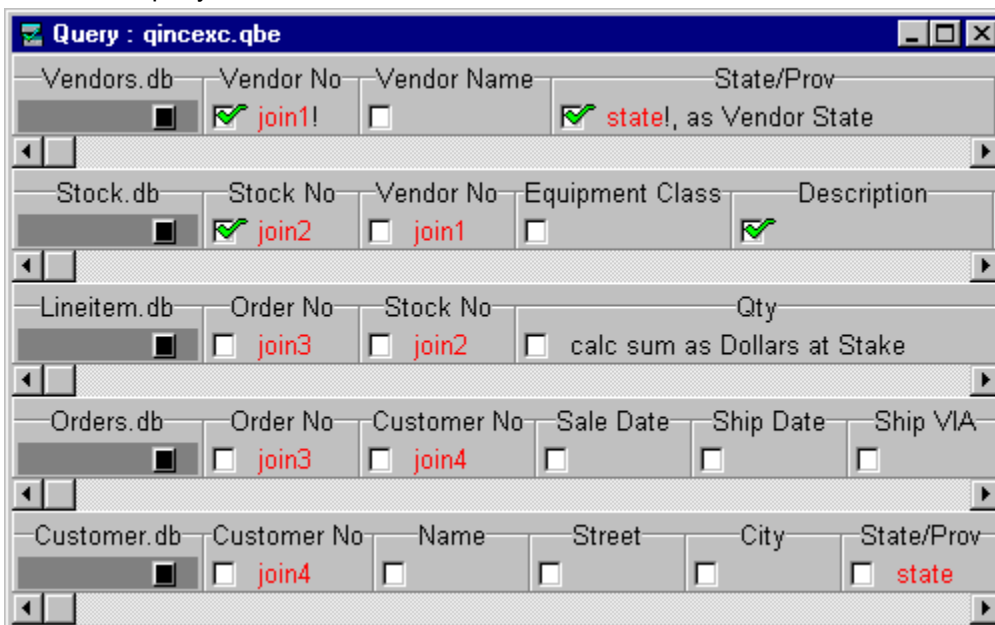 Query : qincexc.qbe
Vendors.db Vendor No Vendor Name State/Prov
join1! state!, as Vendor State
Stock.db Stock No Vendor No Equipment Class Description
join2 join1
Lineitem.db Order No Stock No Qty
join3 join2 calc sum as Dollars at Stake
Orders.db Order No Customer No Sale Date Ship Date Ship VIA
join3 join4
Customer.db Customer No Name Street City State/Prov
join4 state